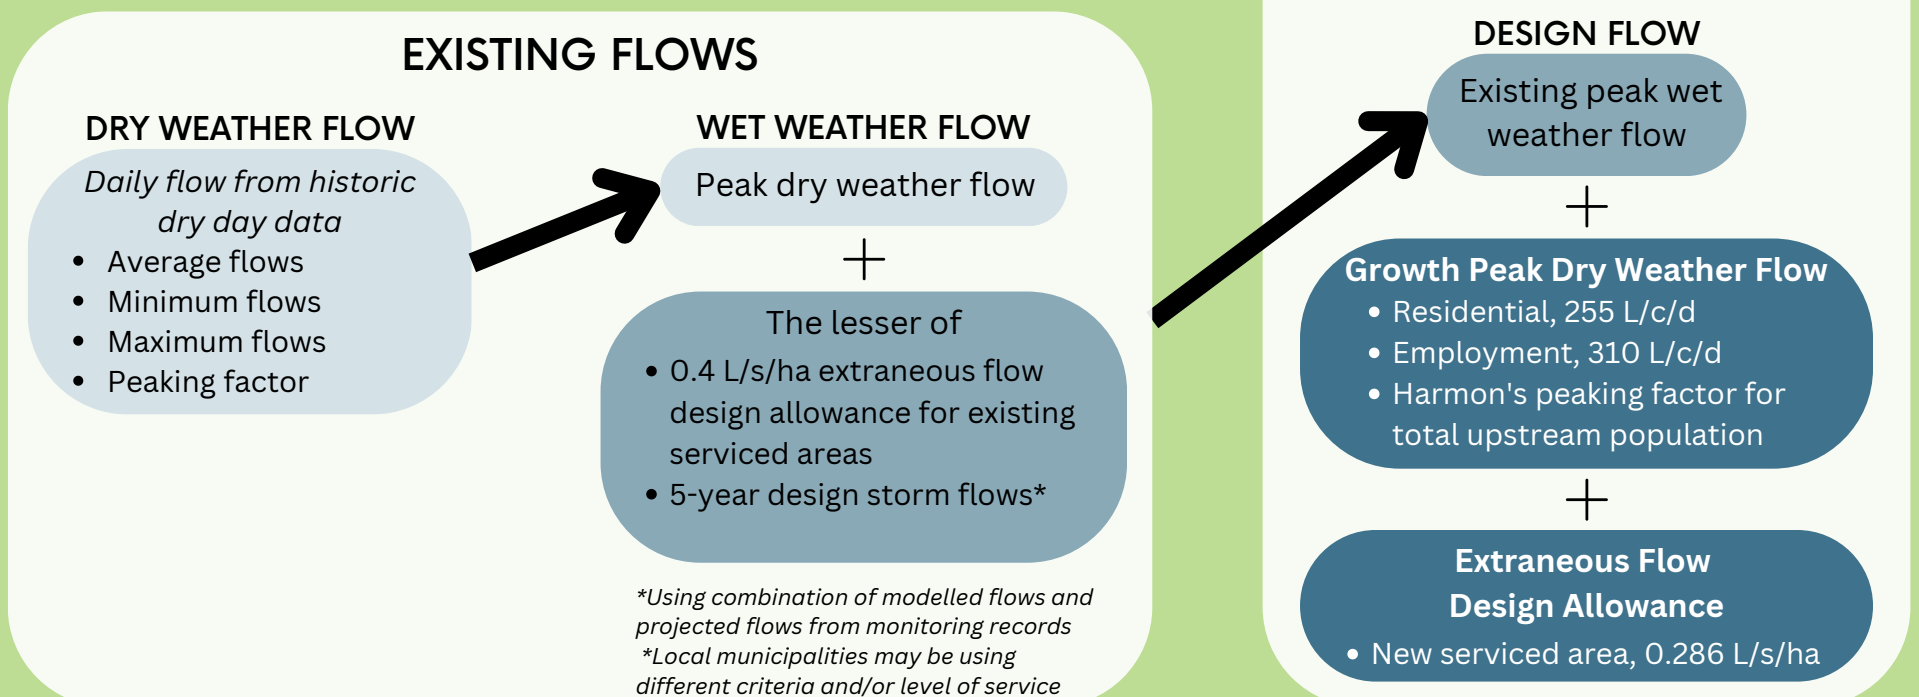 EXISTING FLOWS
DRY WEATHER FLOW
Daily flow from historic
dry day data
• Average flows
• Minimum flows
• Maximum flows
• Peaking factor
WET WEATHER FLOW
Peak dry weather flow
+
The lesser of
• 0.4 L/s/ha extraneous flow
design allowance for existing
serviced areas
• 5-year design storm flows*
*Using combination of modelled flows and
projected flows from monitoring records
*Local municipalities may be using
different criteria and/or level of service
DESIGN FLOW
Existing peak wet
weather flow
+
Growth Peak Dry Weather Flow
• Residential, 255 L/c/d
• Employment, 310 L/c/d
• Harmon's peaking factor for
total upstream population
+
Extraneous Flow
Design Allowance
• New serviced area, 0.286 L/s/ha